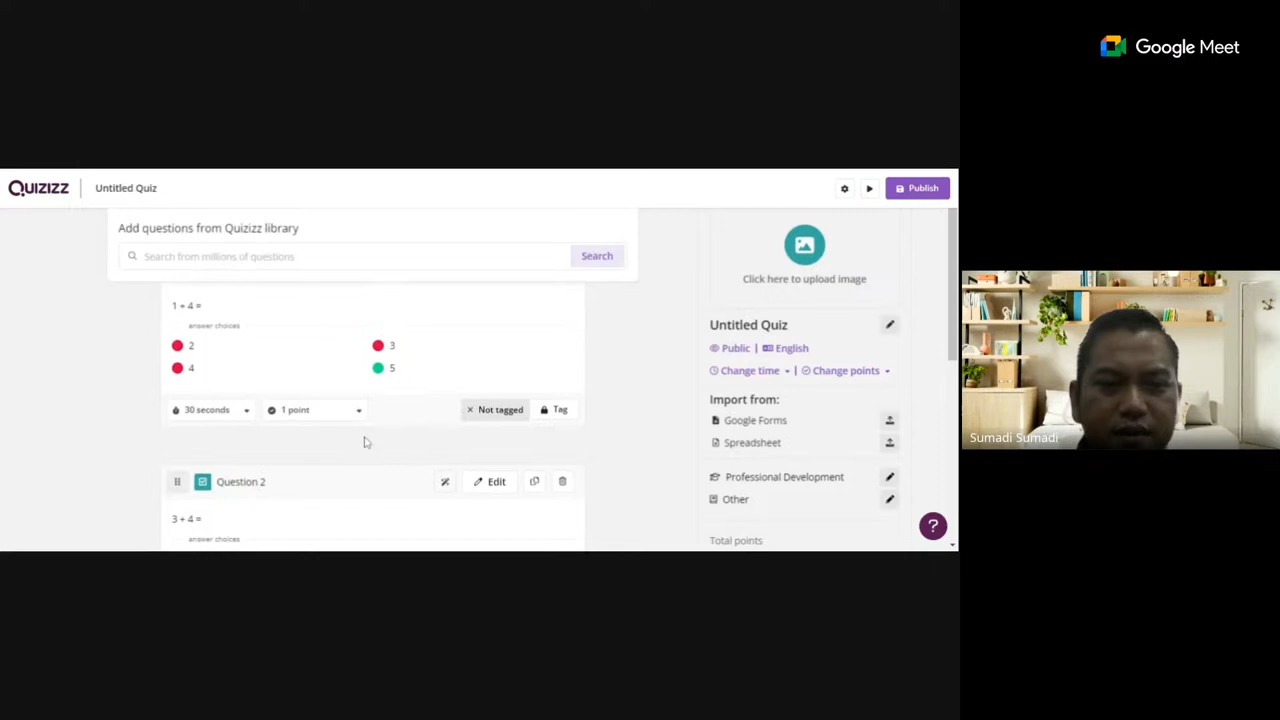 Google Meet
QUIZIZZ
Untitled Quiz
Publish
Add questions from Quizizz library
Search from millions of questions
Search
1 + 4 =
answer choices
2
3
4
5
30 seconds
1 point
Not tagged
Tag
Question 2
Edit
3 + 4 =
answer choices
Click here to upload image
Untitled Quiz
Public | English
Change time | Change points
Import from:
Google Forms
Spreadsheet
Professional Development
Other
Total points
?
Sumadi Sumadi